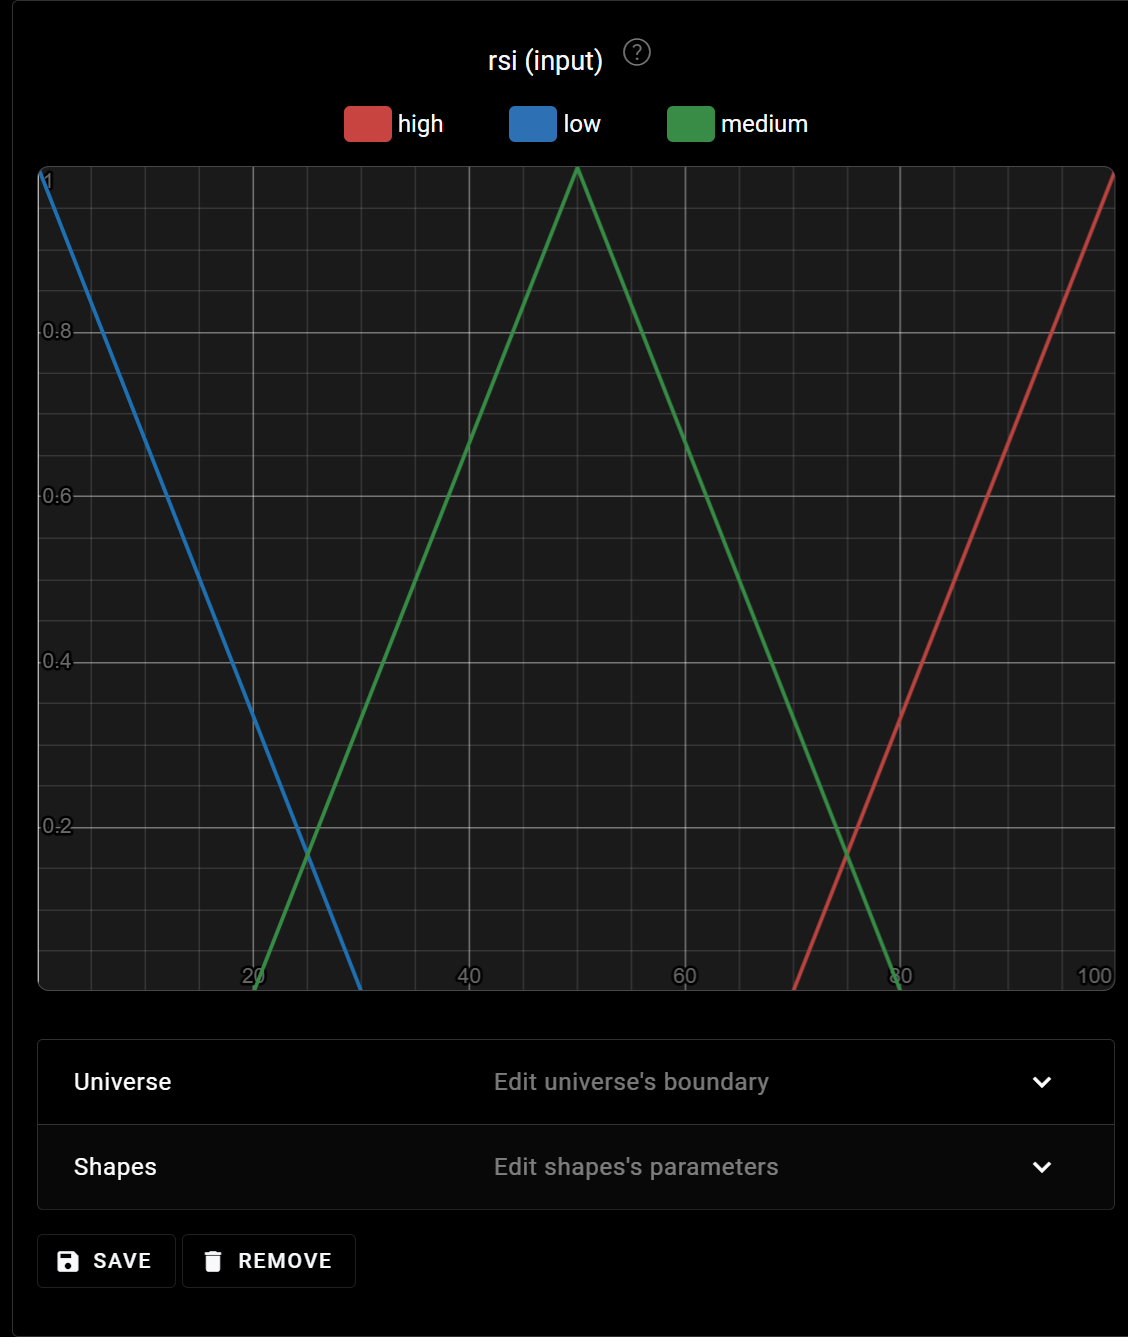 rsi (input) ?
high low medium
1
0.8
0.6
0.4
0.2
20 40 60 80 100
Universe Edit universe's boundary
Shapes Edit shapes's parameters
SAVE REMOVE